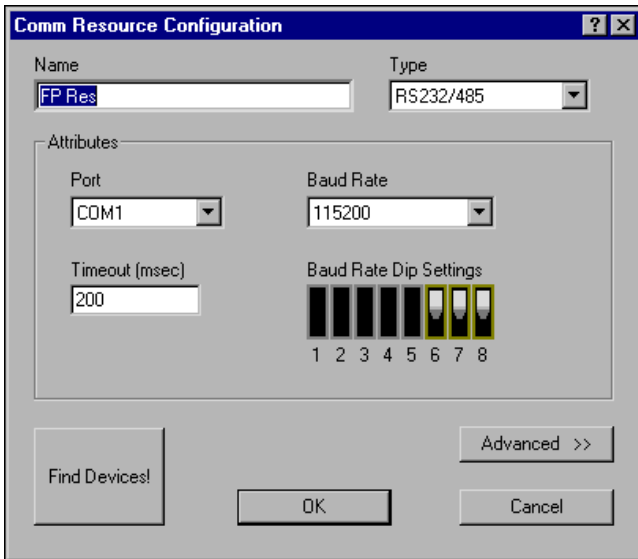 Comm Resource Configuration
Name
Type
FP Res
RS232/485
Attributes
Port
Baud Rate
COM1
115200
Timeout (msec)
Baud Rate Dip Settings
200
1 2 3 4 5 6 7 8
Advanced >>
Find Devices!
OK
Cancel